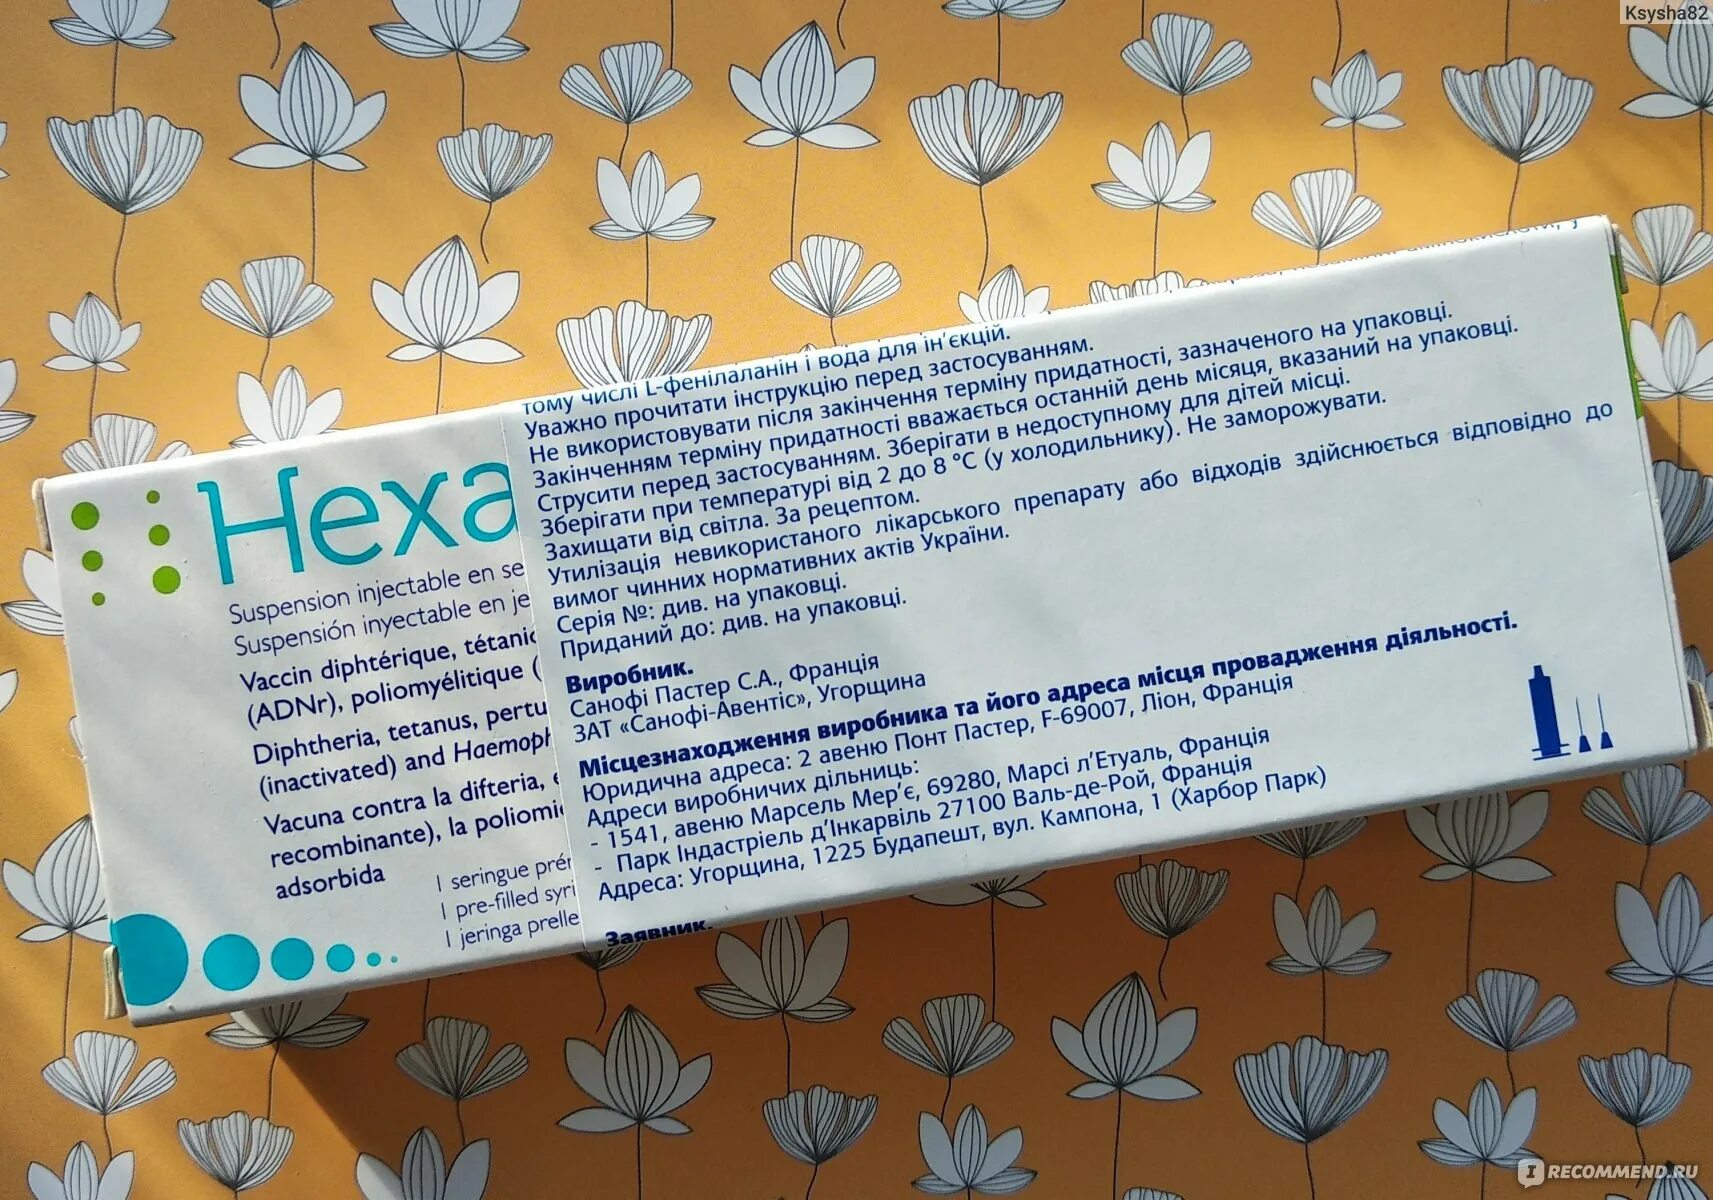 Ksysha82
тому числі L-фенілаланін і вода для ін’єкцій.
Уважно прочитати інструкцію перед застосуванням.
Не використовувати після закінчення терміну придатності, зазначеного на упаковці.
Закінченням терміну придатності вважається останній день місяця, вказаний на упаковці.
Струсити перед застосуванням. Зберігати в недоступному для дітей місці.
Зберігати при температурі від 2 до 8 °C (у холодильнику). Не заморожувати.
Захищати від світла. За рецептом.
Утилізація невикористаного лікарського препарату або відходів здійснюється відповідно до
вимог чинних нормативних актів України.
Серія №: див. на упаковці.
Приданий до: див. на упаковці.
Виробник.
Санофі Пастер С.А., Франція
ЗАТ «Санофі-Авентіс», Угорщина
Місцезнаходження виробника та його адреса місця провадження діяльності.
Юридична адреса: 2 авеню Понт Пастер, F-69007, Ліон, Франція
Адреси виробничих дільниць:
- 1541, авеню Марсель Мер’є, 69280, Марсі л’Етуаль, Франція
- Парк Індастріель д’Інкарвіль 27100 Валь-де-Рой, Франція
Адреса: Угорщина, 1225 Будапешт, вул. Кампона, 1 (Харбор Парк)
Заявник.
Hexa
Suspension injectable en se
Suspensión inyectable en je
Vaccin diphtérique, tétanic
(ADNr), poliomyélitique (
Diphtheria, tetanus, pertu
(inactivated) and Haemoph
Vacuna contra la difteria, e
recombinante), la poliomie
adsorbida
1 seringue prér
1 pre-filled syri
1 jeringa prelle
IRECOMMEND.RU